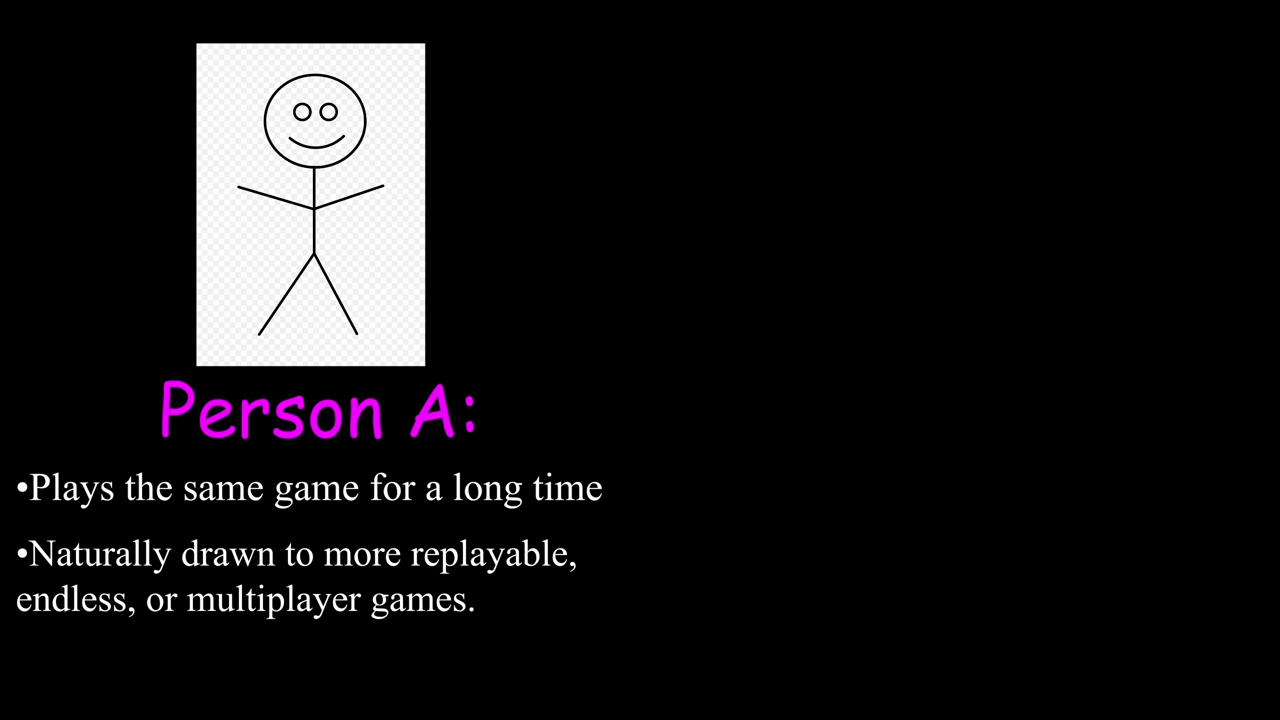 Person A:
•Plays the same game for a long time
•Naturally drawn to more replayable,
endless, or multiplayer games.